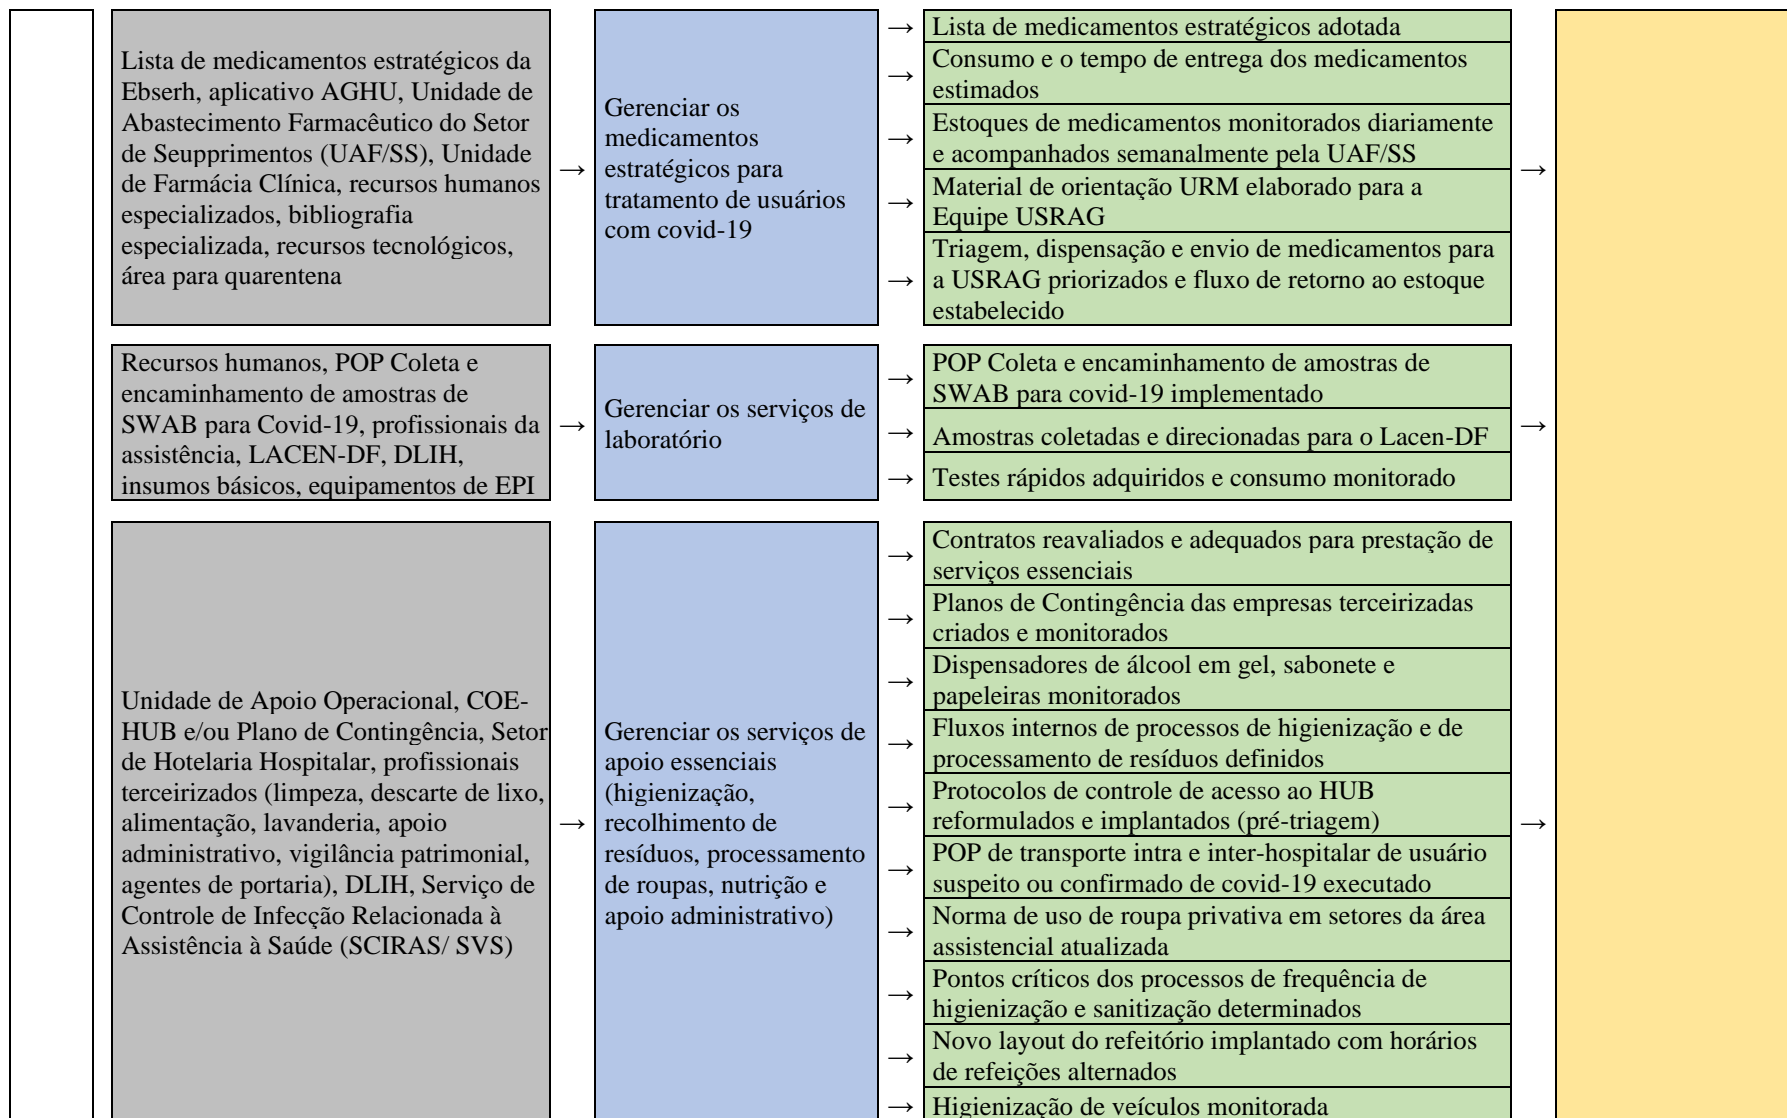 Lista de medicamentos estratégicos da
Ebserh, aplicativo AGHU, Unidade de
Abastecimento Farmacêutico do Setor
de Seupprimentos (UAF/SS), Unidade
de Farmácia Clínica, recursos humanos
especializados, bibliografia
especializada, recursos tecnológicos,
área para quarentena
→
Gerenciar os
medicamentos
estratégicos para
tratamento de usuários
com covid-19
→ Lista de medicamentos estratégicos adotada
→ Consumo e o tempo de entrega dos medicamentos
estimados
→ Estoques de medicamentos monitorados diariamente
e acompanhados semanalmente pela UAF/SS
→ Material de orientação URM elaborado para a
Equipe USRAG
→ Triagem, dispensação e envio de medicamentos para
a USRAG priorizados e fluxo de retorno ao estoque
estabelecido
→
Recursos humanos, POP Coleta e
encaminhamento de amostras de
SWAB para Covid-19, profissionais da
assistência, LACEN-DF, DLIH,
insumos básicos, equipamentos de EPI
→
Gerenciar os serviços de
laboratório
→ POP Coleta e encaminhamento de amostras de
SWAB para covid-19 implementado
→ Amostras coletadas e direcionadas para o Lacen-DF
→ Testes rápidos adquiridos e consumo monitorado
→
Unidade de Apoio Operacional, COE-
HUB e/ou Plano de Contingência, Setor
de Hotelaria Hospitalar, profissionais
terceirizados (limpeza, descarte de lixo,
alimentação, lavanderia, apoio
administrativo, vigilância patrimonial,
agentes de portaria), DLIH, Serviço de
Controle de Infecção Relacionada à
Assistência à Saúde (SCIRAS/ SVS)
→
Gerenciar os serviços de
apoio essenciais
(higienização,
recolhimento de
resíduos, processamento
de roupas, nutrição e
apoio administrativo)
→ Contratos reavaliados e adequados para prestação de
serviços essenciais
→ Planos de Contingência das empresas terceirizadas
criados e monitorados
→ Dispensadores de álcool em gel, sabonete e
papeleiras monitorados
→ Fluxos internos de processos de higienização e de
processamento de resíduos definidos
→ Protocolos de controle de acesso ao HUB
reformulados e implantados (pré-triagem)
→ POP de transporte intra e inter-hospitalar de usuário
suspeito ou confirmado de covid-19 executado
→ Norma de uso de roupa privativa em setores da área
assistencial atualizada
→ Pontos críticos dos processos de frequência de
higienização e sanitização determinados
→ Novo layout do refeitório implantado com horários
de refeições alternados
→ Higienização de veículos monitorada
→